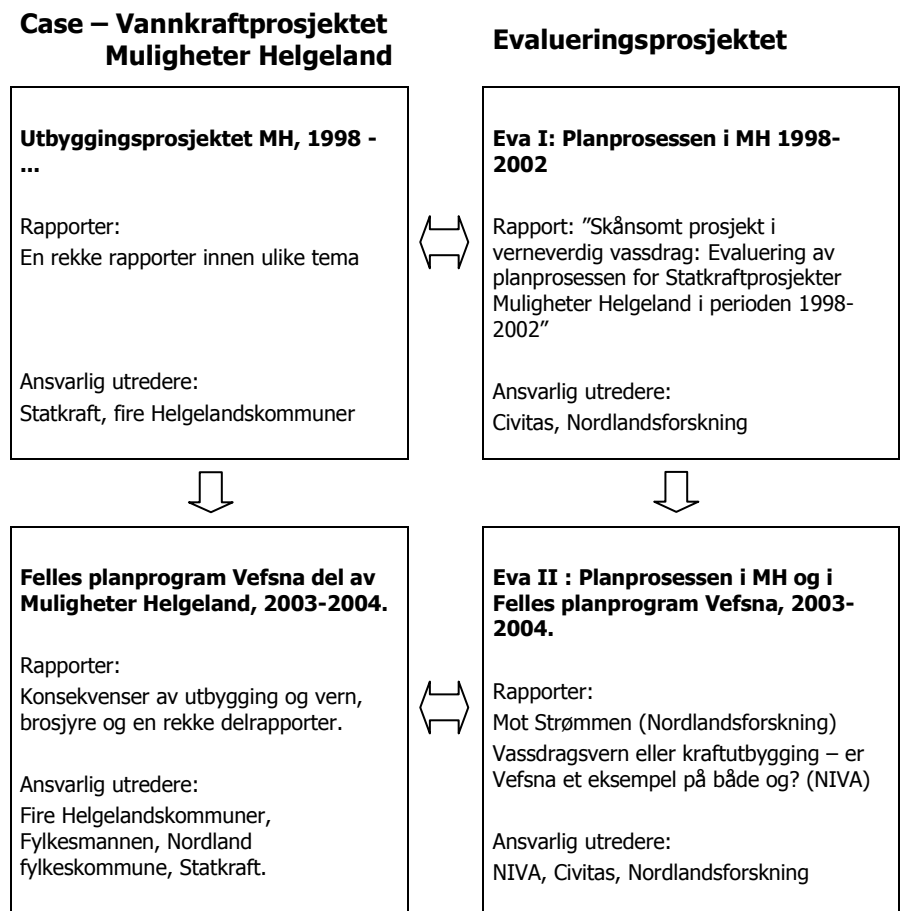 Case – Vannkraftprosjektet
Muligheter Helgeland
Evalueringsprosjektet
Utbyggingsprosjektet MH, 1998 -
...
Rapporter:
En rekke rapporter innen ulike tema
Ansvarlig utredere:
Statkraft, fire Helgelandskommuner
Eva I: Planprosessen i MH 1998-
2002
Rapport: ”Skånsomt prosjekt i
verneverdig vassdrag: Evaluering av
planprosessen for Statkraftprosjekter
Muligheter Helgeland i perioden 1998-
2002”
Ansvarlig utredere:
Civitas, Nordlandsforskning
Felles planprogram Vefsna del av
Muligheter Helgeland, 2003-2004.
Rapporter:
Konsekvenser av utbygging og vern,
brosjyre og en rekke delrapporter.
Ansvarlig utredere:
Fire Helgelandskommuner,
Fylkesmannen, Nordland
fylkeskommune, Statkraft.
Eva II : Planprosessen i MH og i
Felles planprogram Vefsna, 2003-
2004.
Rapporter:
Mot Strømmen (Nordlandsforskning)
Vassdragsvern eller kraftutbygging – er
Vefsna et eksempel på både og? (NIVA)
Ansvarlig utredere:
NIVA, Civitas, Nordlandsforskning